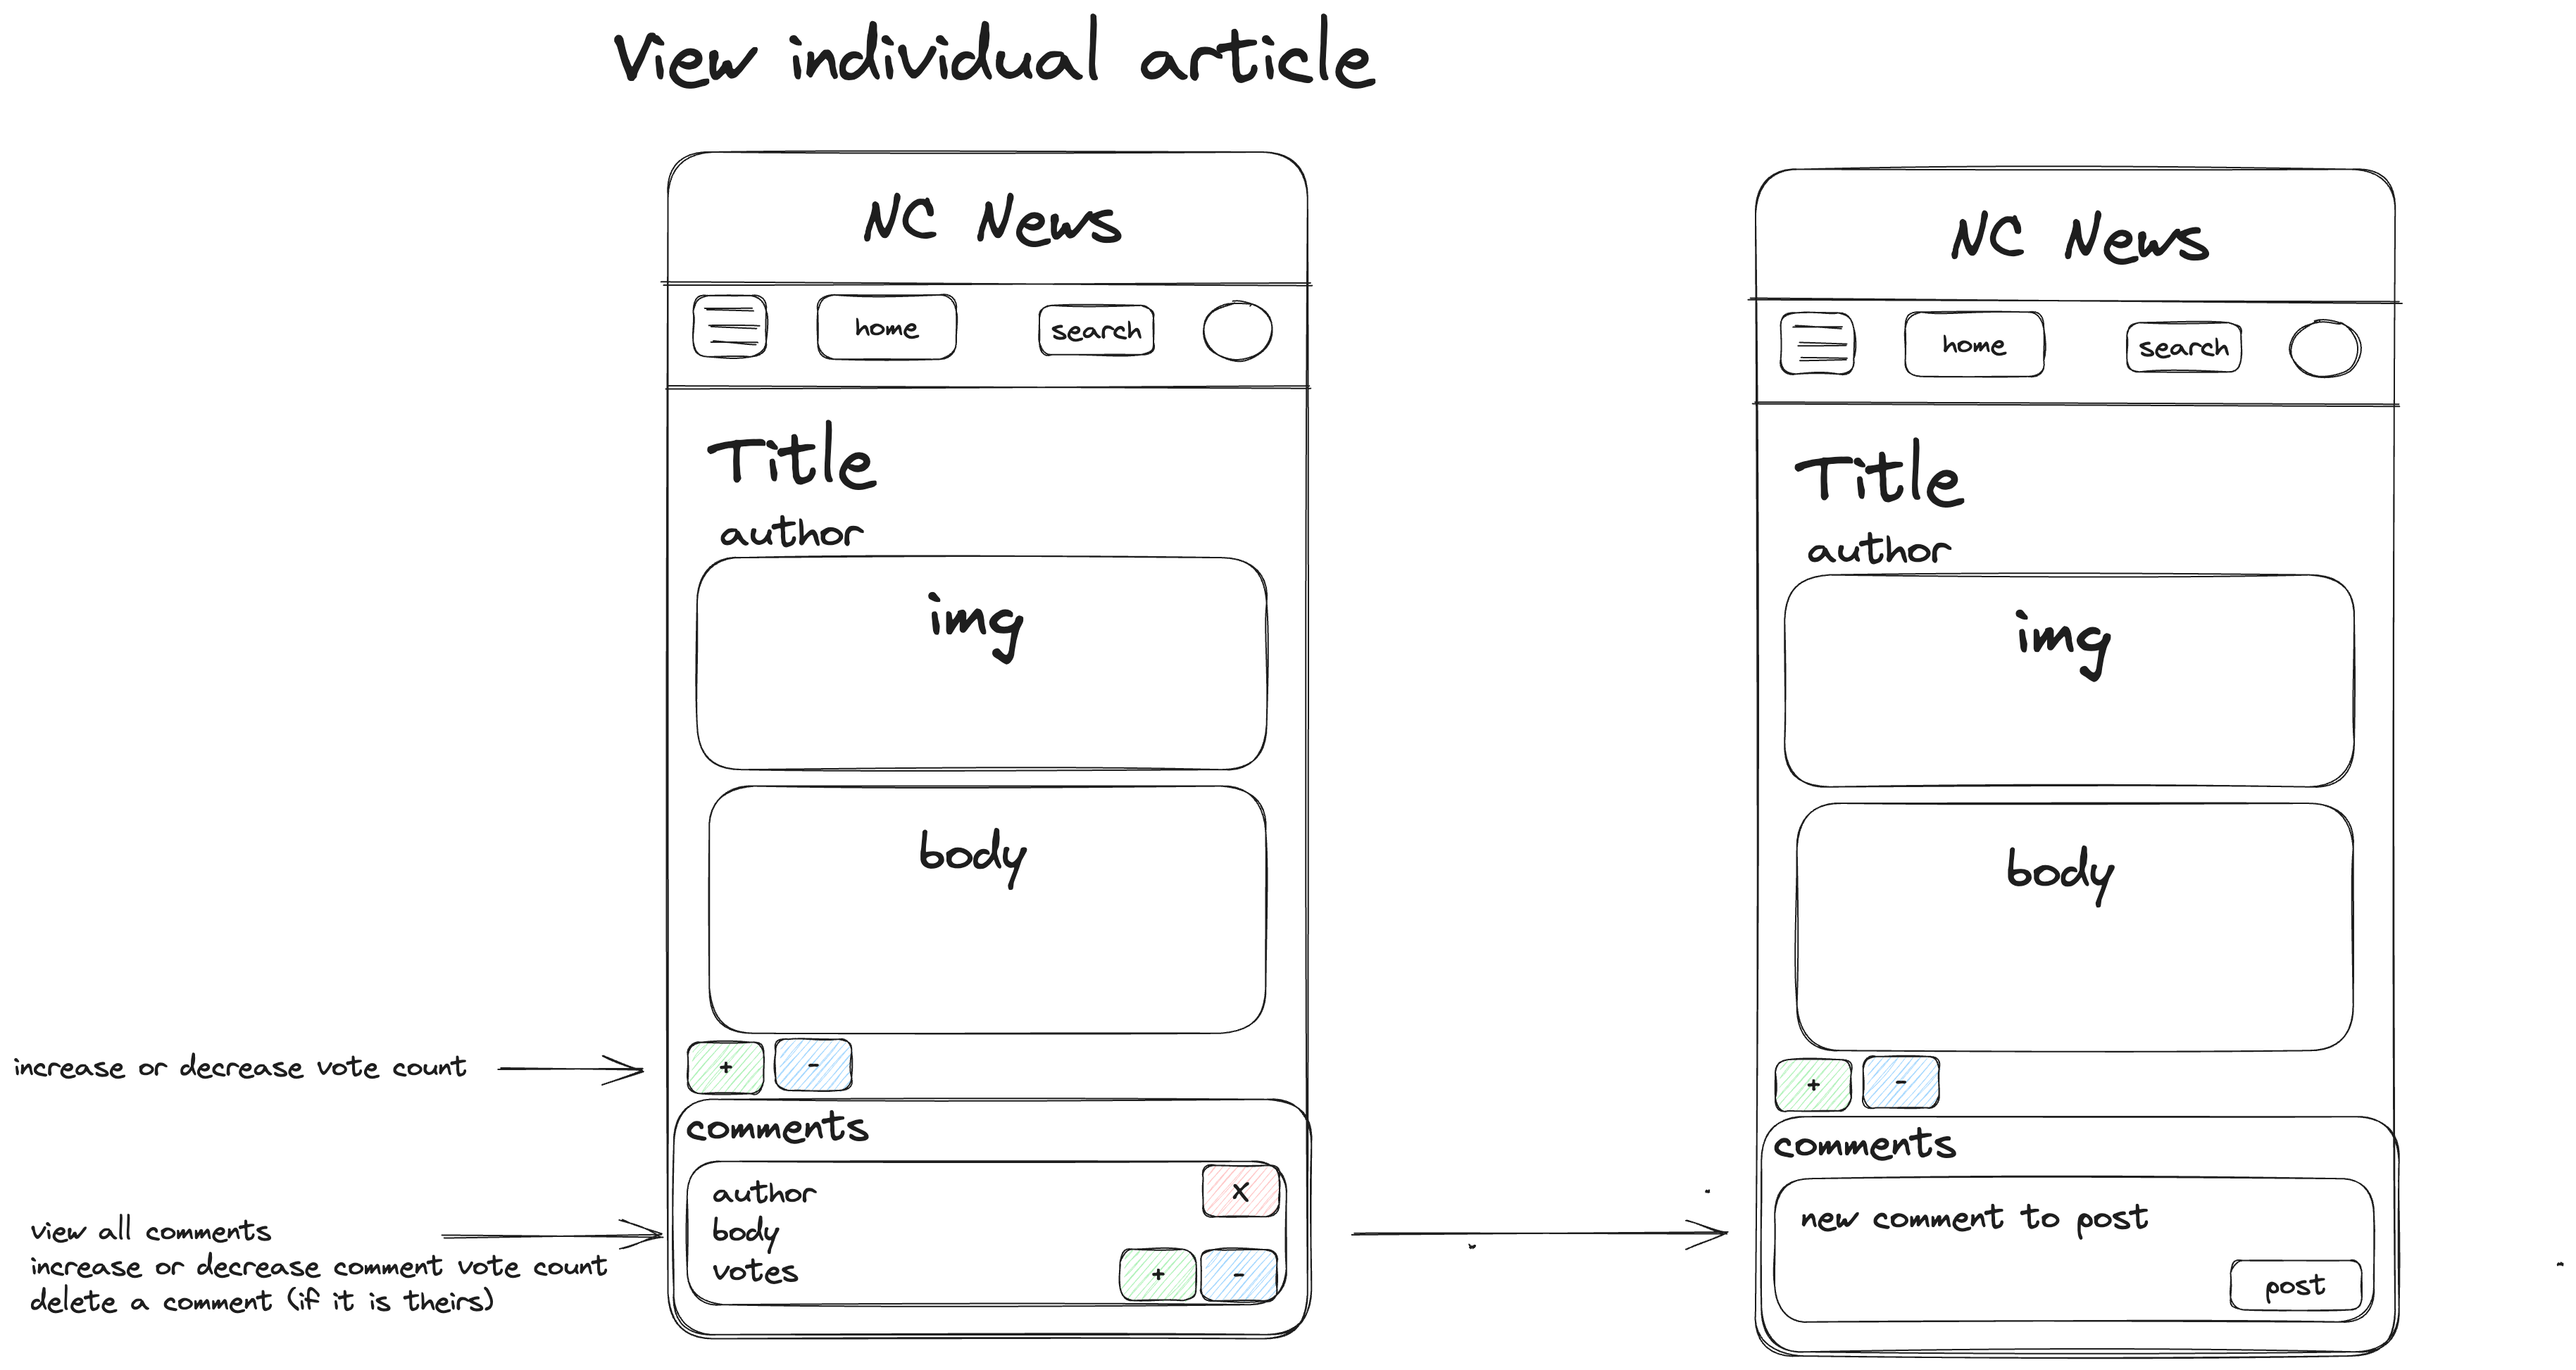 View individual article
NC News
home
search
Title
author
img
body
increase or decrease vote count
+
-
comments
author
X
body
votes
+
-
view all comments
increase or decrease comment vote count
delete a comment (if it is theirs)
NC News
home
search
Title
author
img
body
+
-
comments
new comment to post
post